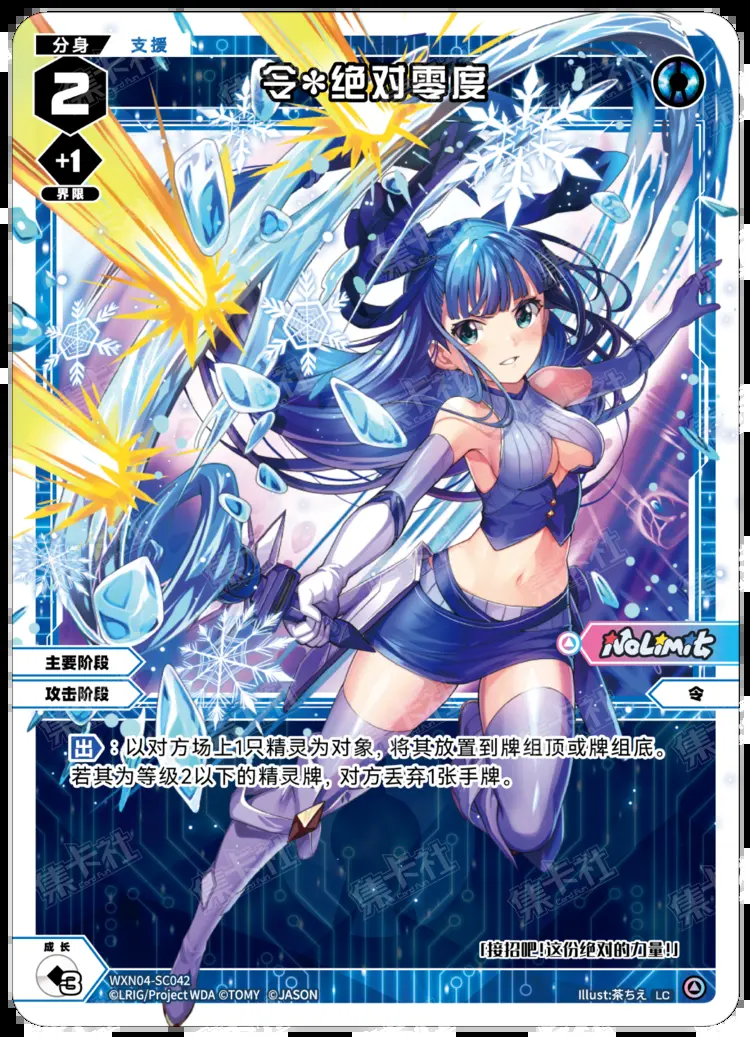 分身 支援
2
令*绝对零度
+1
界限
NoLimit
主要阶段
攻击阶段
令
出:以对方场上1只精灵为对象,将其放置到牌组顶或牌组底。
若其为等级2以下的精灵牌,对方丢弃1张手牌。
「接招吧!这份绝对的力量!」
成长
3
WXN04-SC042
©LRIG/Project WDA ©TOMY ©JASON
Illust:茶ちえ LC
集卡社